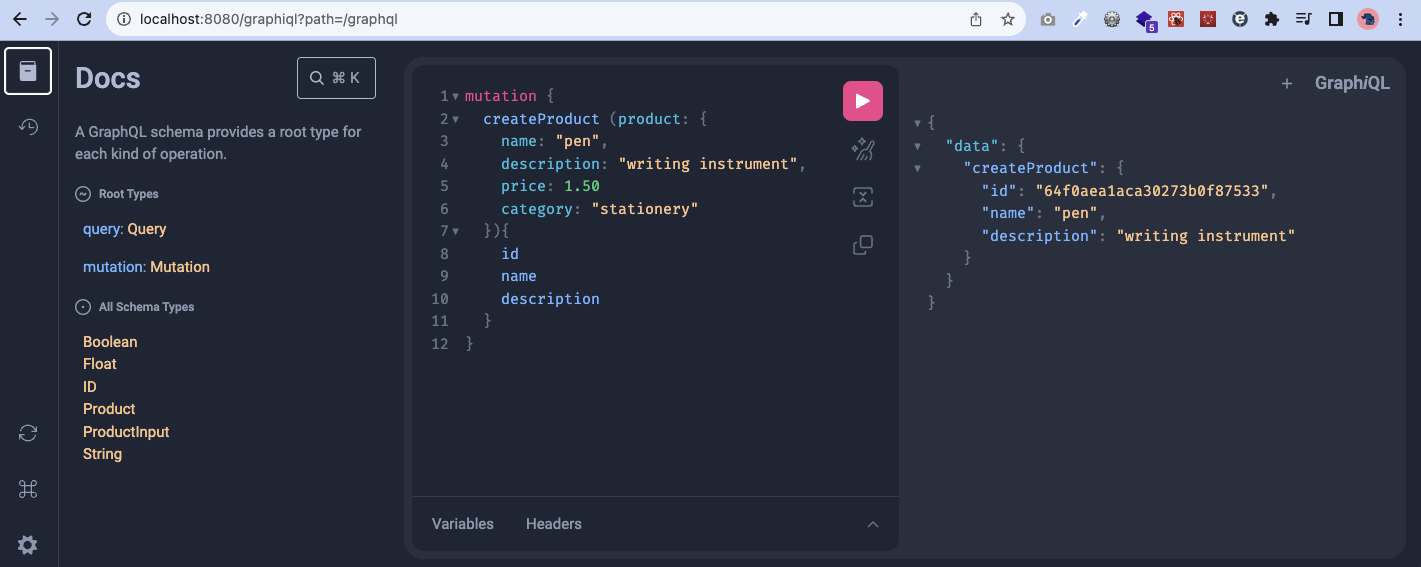 localhost:8080/graphiql?path=/graphql
5
Docs
⌘ K
A GraphQL schema provides a root type for
each kind of operation.
Root Types
query: Query
mutation: Mutation
All Schema Types
Boolean
Float
ID
Product
ProductInput
String
1 mutation {
2 createProduct (product: {
3 name: "pen",
4 description: "writing instrument",
5 price: 1.50
6 category: "stationery"
7 }){
8 id
9 name
10 description
11 }
12 }
Variables Headers
+ GraphiQL
{
"data": {
"createProduct": {
"id": "64f0aea1aca30273b0f87533",
"name": "pen",
"description": "writing instrument"
}
}
}